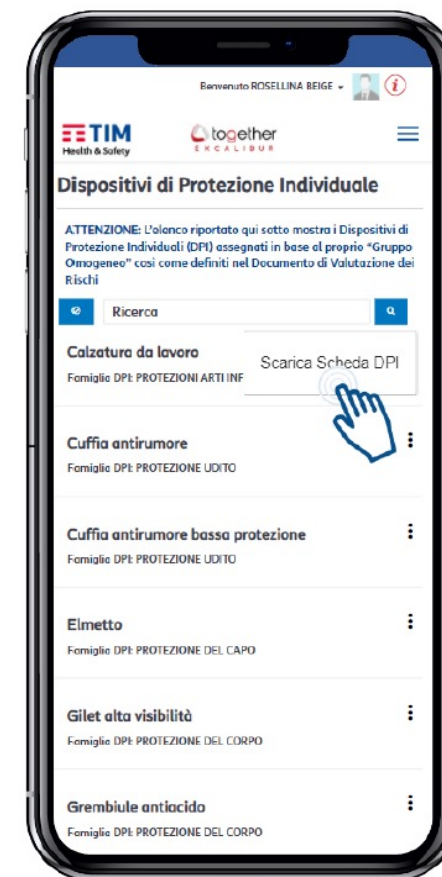 Benvenuto ROSELLINA BEIGE
TIM
Health & Safety
together
EXCALIBUR
Dispositivi di Protezione Individuale
ATTENZIONE: L'elenco riportato qui sotto mostra i Dispositivi di
Protezione Individuali (DPI) assegnati in base al proprio "Gruppo
Omogeneo" così come definiti nel Documento di Valutazione dei
Rischi
Ricerca
Calzatura da lavoro
Scarica Scheda DPI
Famiglia DPI: PROTEZIONI ARTI INF
Cuffia antirumore
Famiglia DPI: PROTEZIONE UDITO
Cuffia antirumore bassa protezione
Famiglia DPI: PROTEZIONE UDITO
Elmetto
Famiglia DPI: PROTEZIONE DEL CAPO
Gilet alta visibilità
Famiglia DPI: PROTEZIONE DEL CORPO
Grembiule antiacido
Famiglia DPI: PROTEZIONE DEL CORPO